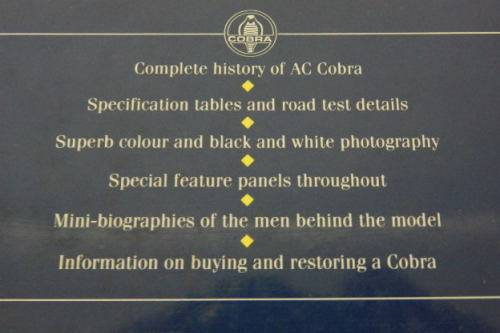 COBRA
Complete history of AC Cobra
Specification tables and road test details
Superb colour and black and white photography
Special feature panels throughout
Mini-biographies of the men behind the model
Information on buying and restoring a Cobra